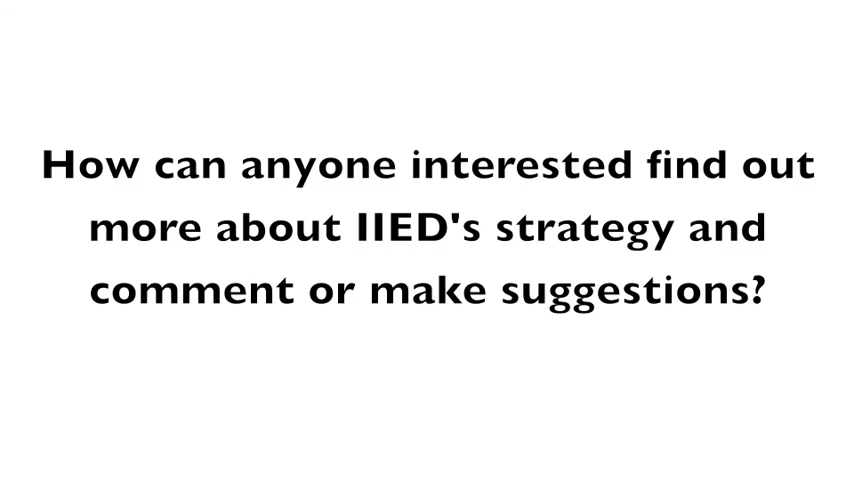 How can anyone interested find out
more about IIED's strategy and
comment or make suggestions?